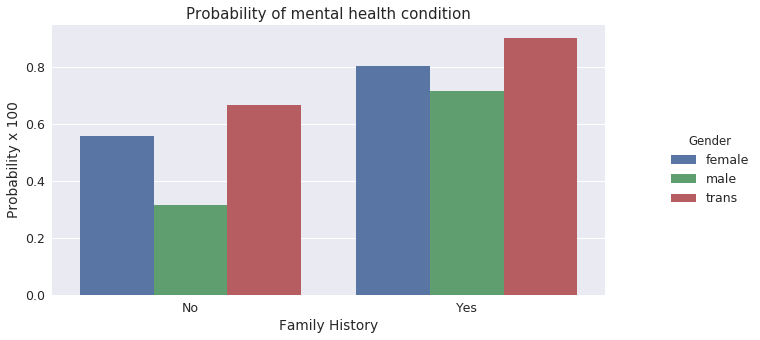 Probability of mental health condition
Probability x 100
0.8
0.6
0.4
0.2
0.0
No
Yes
Family History
Gender
female
male
trans